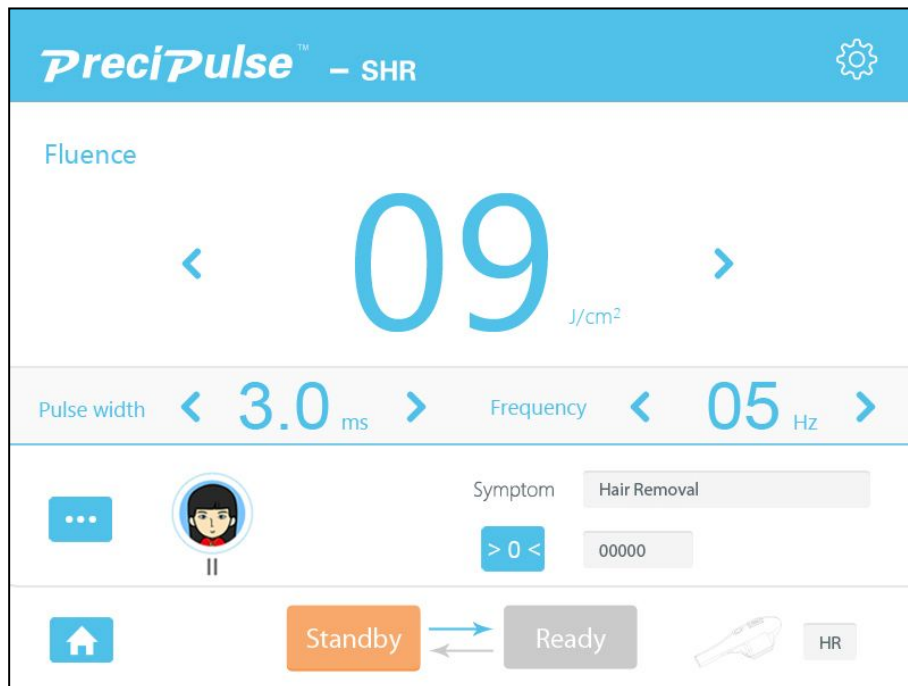 PreciPulse™ – SHR
Fluence
09 J/cm²
Pulse width 3.0 ms Frequency 05 Hz
Symptom Hair Removal
II
> 0 < 00000
Standby Ready HR